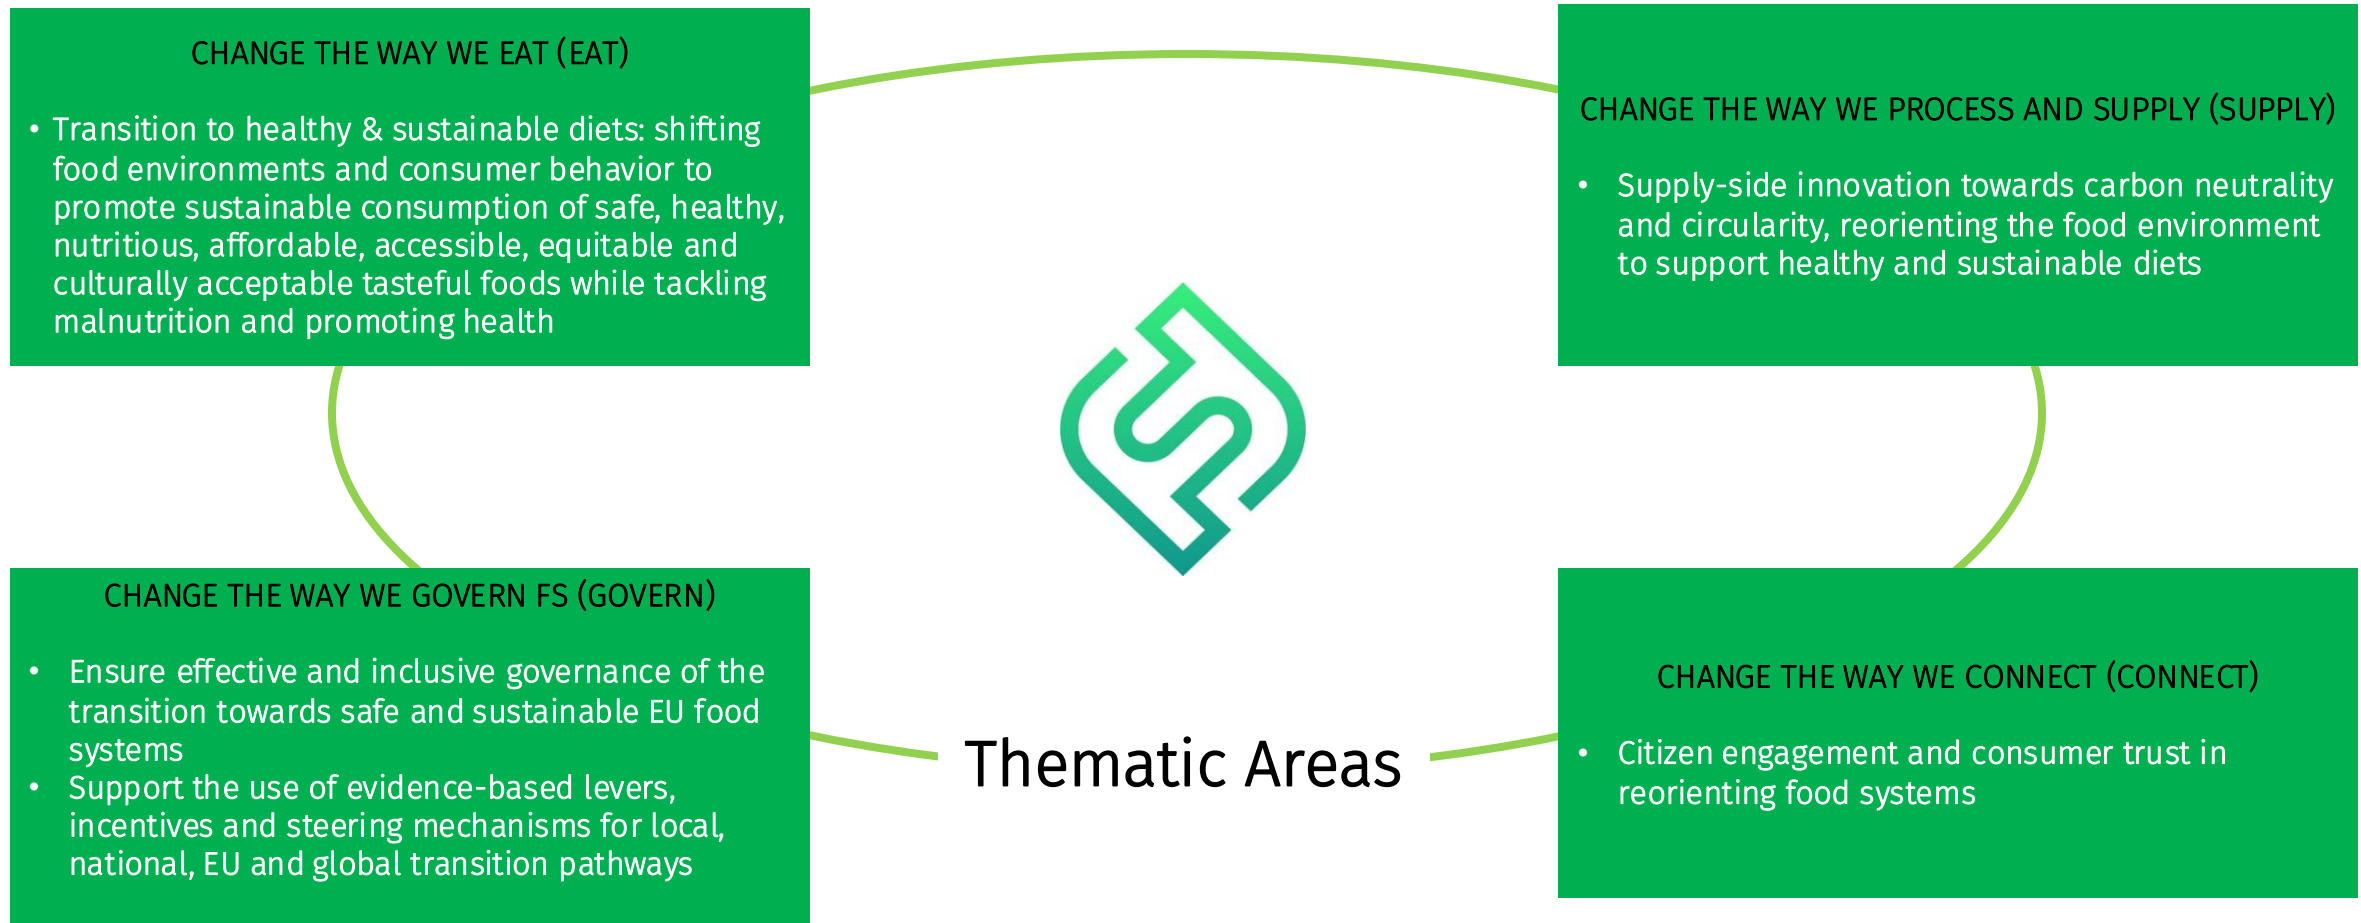 CHANGE THE WAY WE EAT (EAT)
• Transition to healthy & sustainable diets: shifting
food environments and consumer behavior to
promote sustainable consumption of safe, healthy,
nutritious, affordable, accessible, equitable and
culturally acceptable tasteful foods while tackling
malnutrition and promoting health
CHANGE THE WAY WE PROCESS AND SUPPLY (SUPPLY)
• Supply-side innovation towards carbon neutrality
and circularity, reorienting the food environment
to support healthy and sustainable diets
CHANGE THE WAY WE GOVERN FS (GOVERN)
• Ensure effective and inclusive governance of the
transition towards safe and sustainable EU food
systems
• Support the use of evidence-based levers,
incentives and steering mechanisms for local,
national, EU and global transition pathways
Thematic Areas
CHANGE THE WAY WE CONNECT (CONNECT)
• Citizen engagement and consumer trust in
reorienting food systems